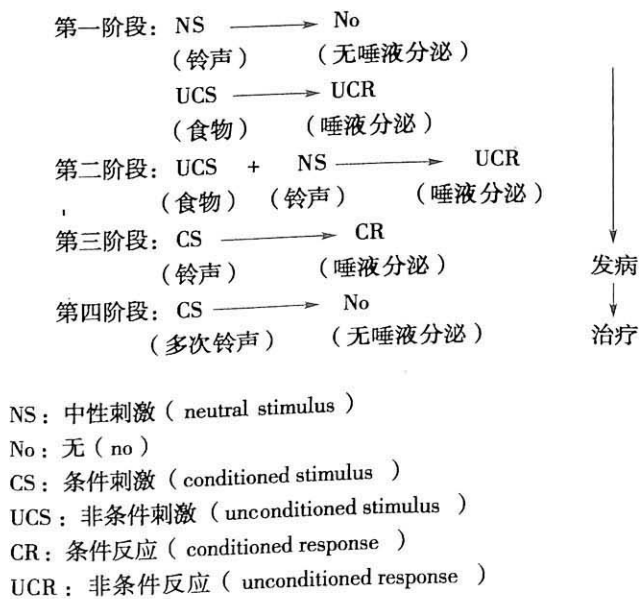 第一阶段：NS ⟶ No
（铃声） （无唾液分泌）
UCS ⟶ UCR
（食物） （唾液分泌）
第二阶段：UCS + NS ⟶ UCR
（食物） （铃声） （唾液分泌）
第三阶段：CS ⟶ CR
（铃声） （唾液分泌） 发病
第四阶段：CS ⟶ No
（多次铃声） （无唾液分泌） 治疗
NS：中性刺激（neutral stimulus）
No：无（no）
CS：条件刺激（conditioned stimulus）
UCS：非条件刺激（unconditioned stimulus）
CR：条件反应（conditioned response）
UCR：非条件反应（unconditioned response）